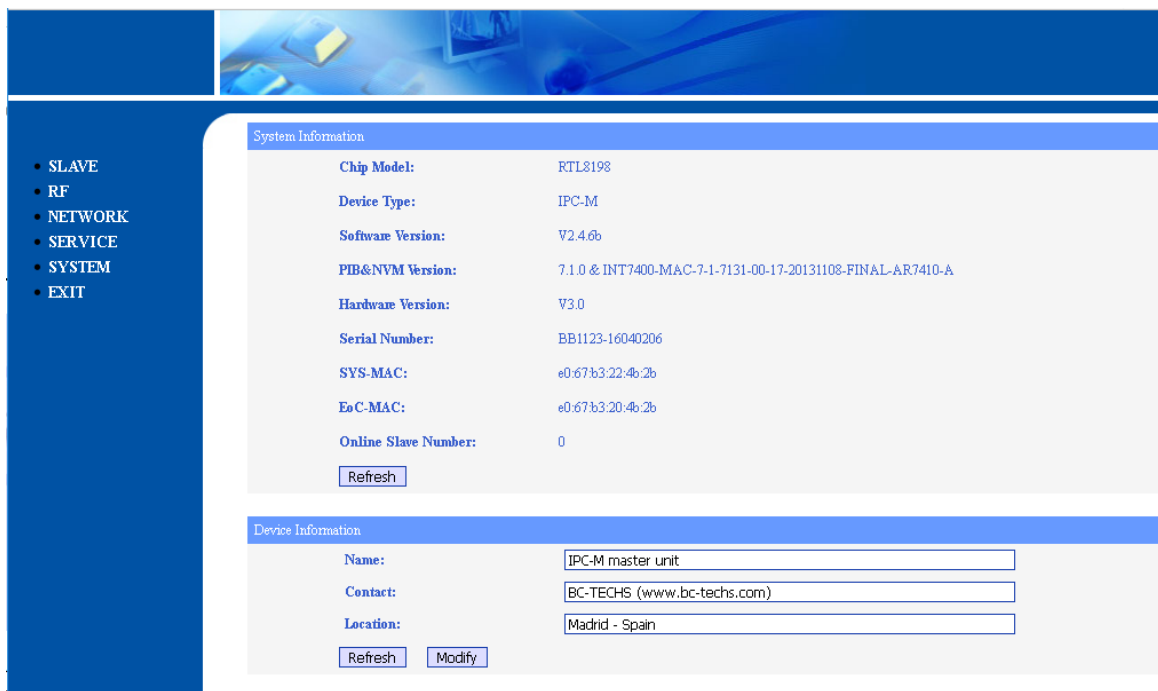 SLAVE
RF
NETWORK
SERVICE
SYSTEM
EXIT
System Information
Chip Model: RTL8198
Device Type: IPC-M
Software Version: V2.4.6b
PIB&NVM Version: 7.1.0 & INT7400-MAC-7-1-7131-00-17-20131108-FINAL-AR7410-A
Hardware Version: V3.0
Serial Number: BB1123-16040206
SYS-MAC: e0:67:b3:22:4b:2b
EoC-MAC: e0:67:b3:20:4b:2b
Online Slave Number: 0
Refresh
Device Information
Name: IPC-M master unit
Contact: BC-TECHS (www.bc-techs.com)
Location: Madrid - Spain
Refresh Modify